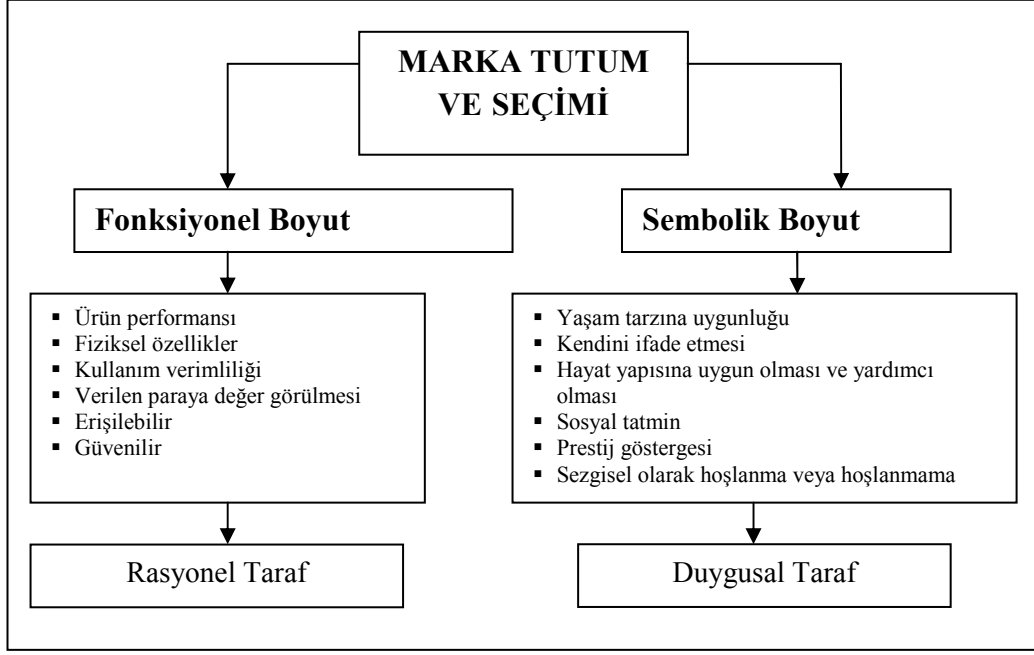 MARKA TUTUM
VE SEÇİMİ
Fonksiyonel Boyut
Sembolik Boyut
▪ Ürün performansı
▪ Fiziksel özellikler
▪ Kullanım verimliliği
▪ Verilen paraya değer görülmesi
▪ Erişilebilir
▪ Güvenilir
▪ Yaşam tarzına uygunluğu
▪ Kendini ifade etmesi
▪ Hayat yapısına uygun olması ve yardımcı
olması
▪ Sosyal tatmin
▪ Prestij göstergesi
▪ Sezgisel olarak hoşlanma veya hoşlanmama
Rasyonel Taraf
Duygusal Taraf